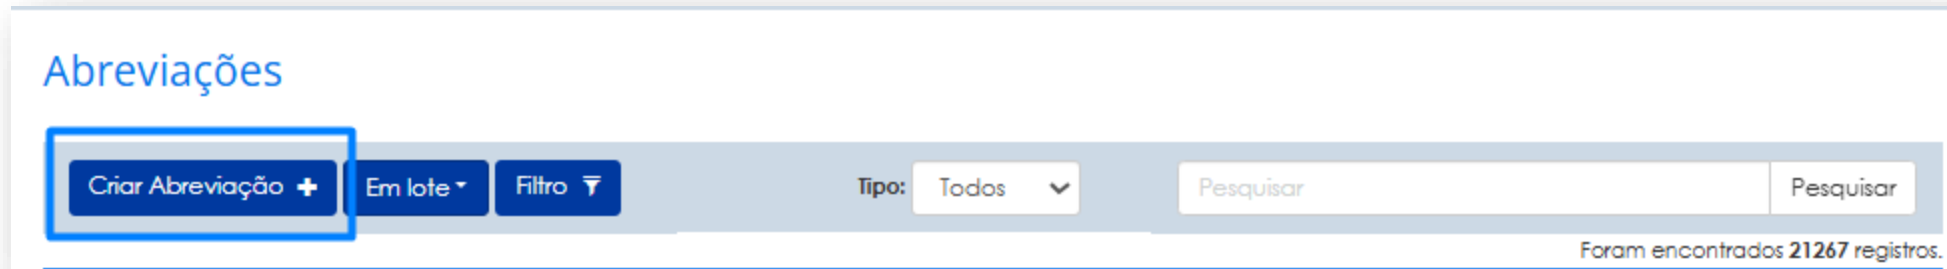 Abreviações
Criar Abreviação Em lote Filtro Tipo: Todos Pesquisar Pesquisar
Foram encontrados 21267 registros.